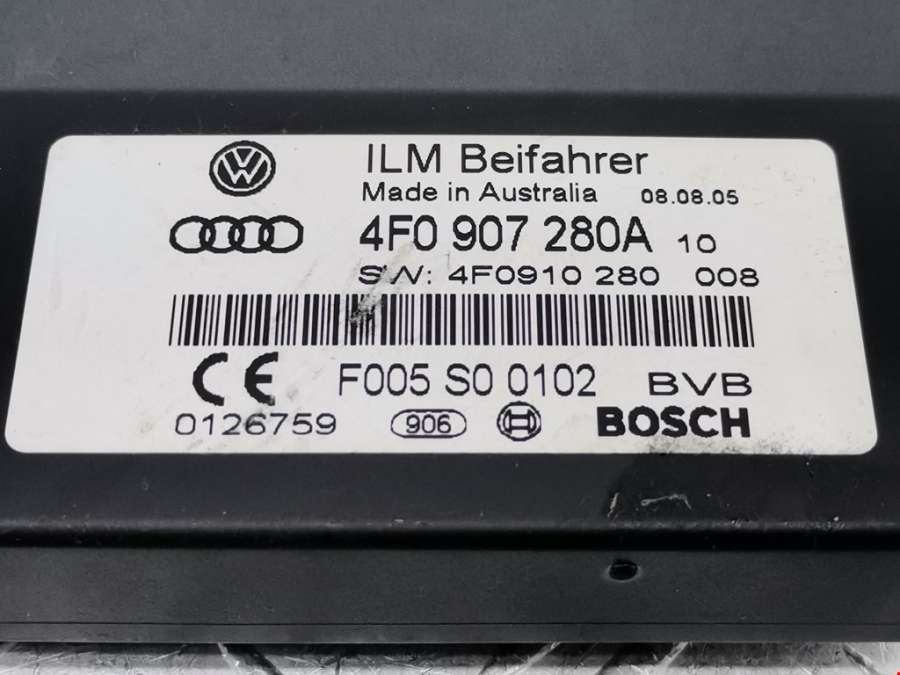 ILM Beifahrer
Made in Australia 08.08.05
4F0 907 280A 10
SW: 4F0910 280 008
CE F005 S0 0102 BVB
0126759 906 BOSCH